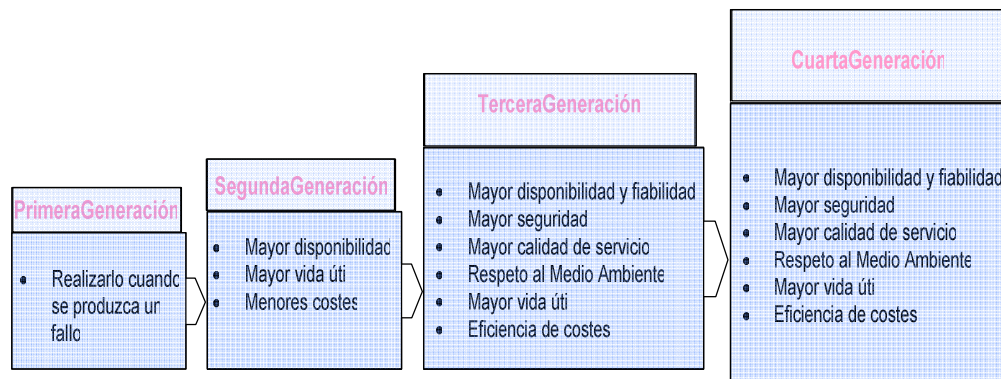 PrimeraGeneración
• Realizarlo cuando
se produzca un
fallo
SegundaGeneración
• Mayor disponibilidad
• Mayor vida úti
• Menores costes
TerceraGeneración
• Mayor disponibilidad y fiabilidad
• Mayor seguridad
• Mayor calidad de servicio
• Respeto al Medio Ambiente
• Mayor vida úti
• Eficiencia de costes
CuartaGeneración
• Mayor disponibilidad y fiabilidad
• Mayor seguridad
• Mayor calidad de servicio
• Respeto al Medio Ambiente
• Mayor vida úti
• Eficiencia de costes